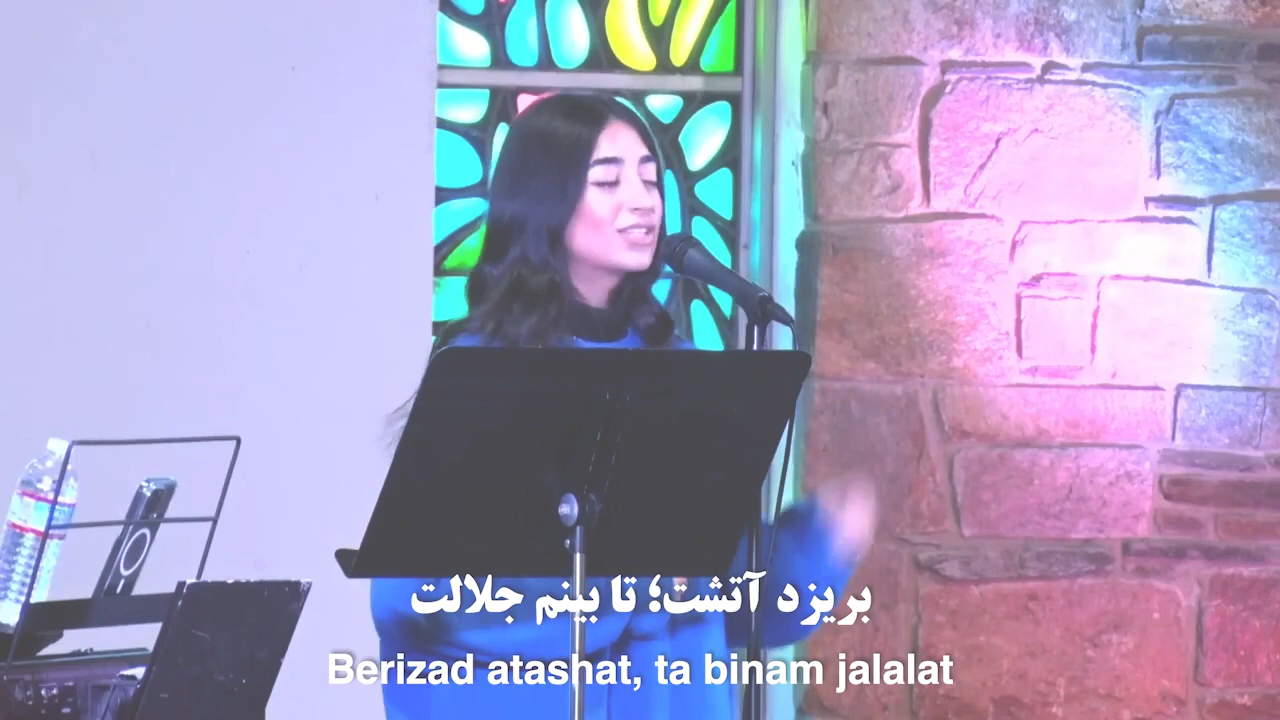 بریزد آتشت؛ تا بینم جلالت
Berizad atashat, ta binam jalalat